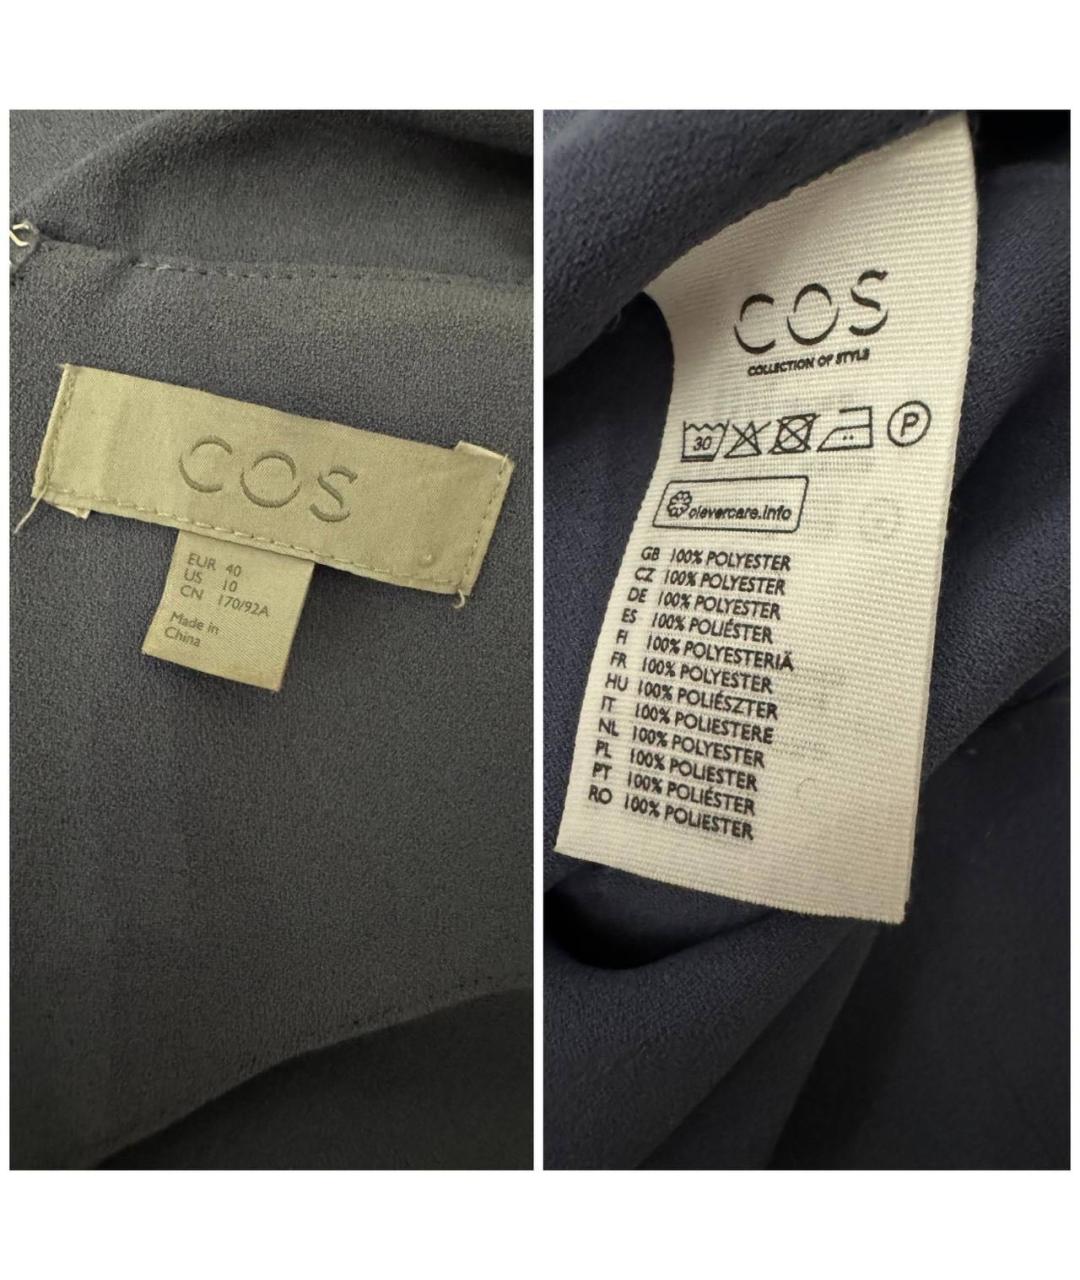 COS
EUR 40
US 10
CN 170/92A
Made in
China
COS
COLLECTION OF STYLE
30
P
clevercare.info
GB 100% POLYESTER
CZ 100% POLYESTER
DE 100% POLYESTER
ES 100% POLIÉSTER
FI 100% POLYESTERIÄ
FR 100% POLYESTER
HU 100% POLIÉSZTER
IT 100% POLIESTERE
NL 100% POLYESTER
PL 100% POLIESTER
PT 100% POLIÉSTER
RO 100% POLIESTER